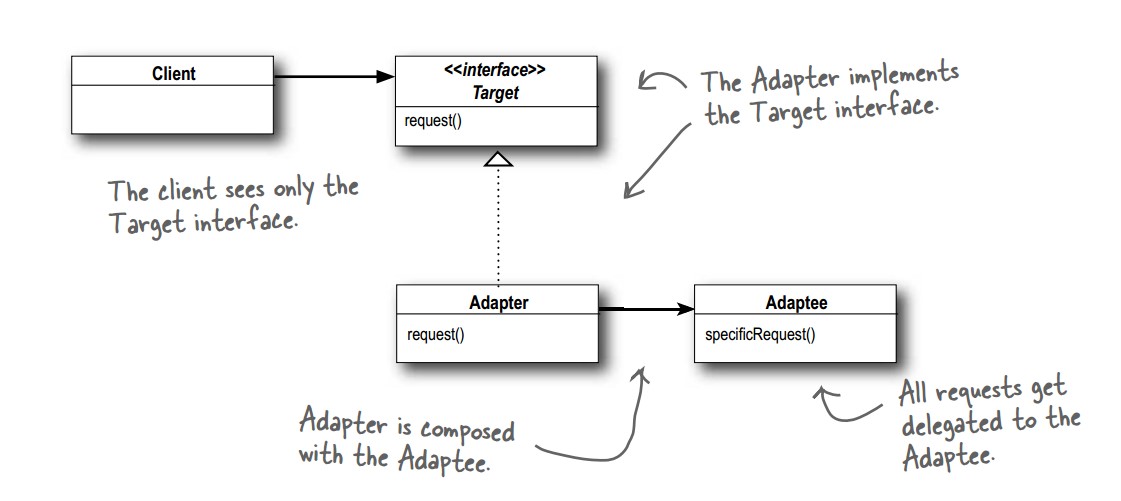 Client
<<interface>>
Target
request()
The Adapter implements
the Target interface.
The client sees only the
Target interface.
Adapter
request()
Adaptee
specificRequest()
Adapter is composed
with the Adaptee.
All requests get
delegated to the
Adaptee.